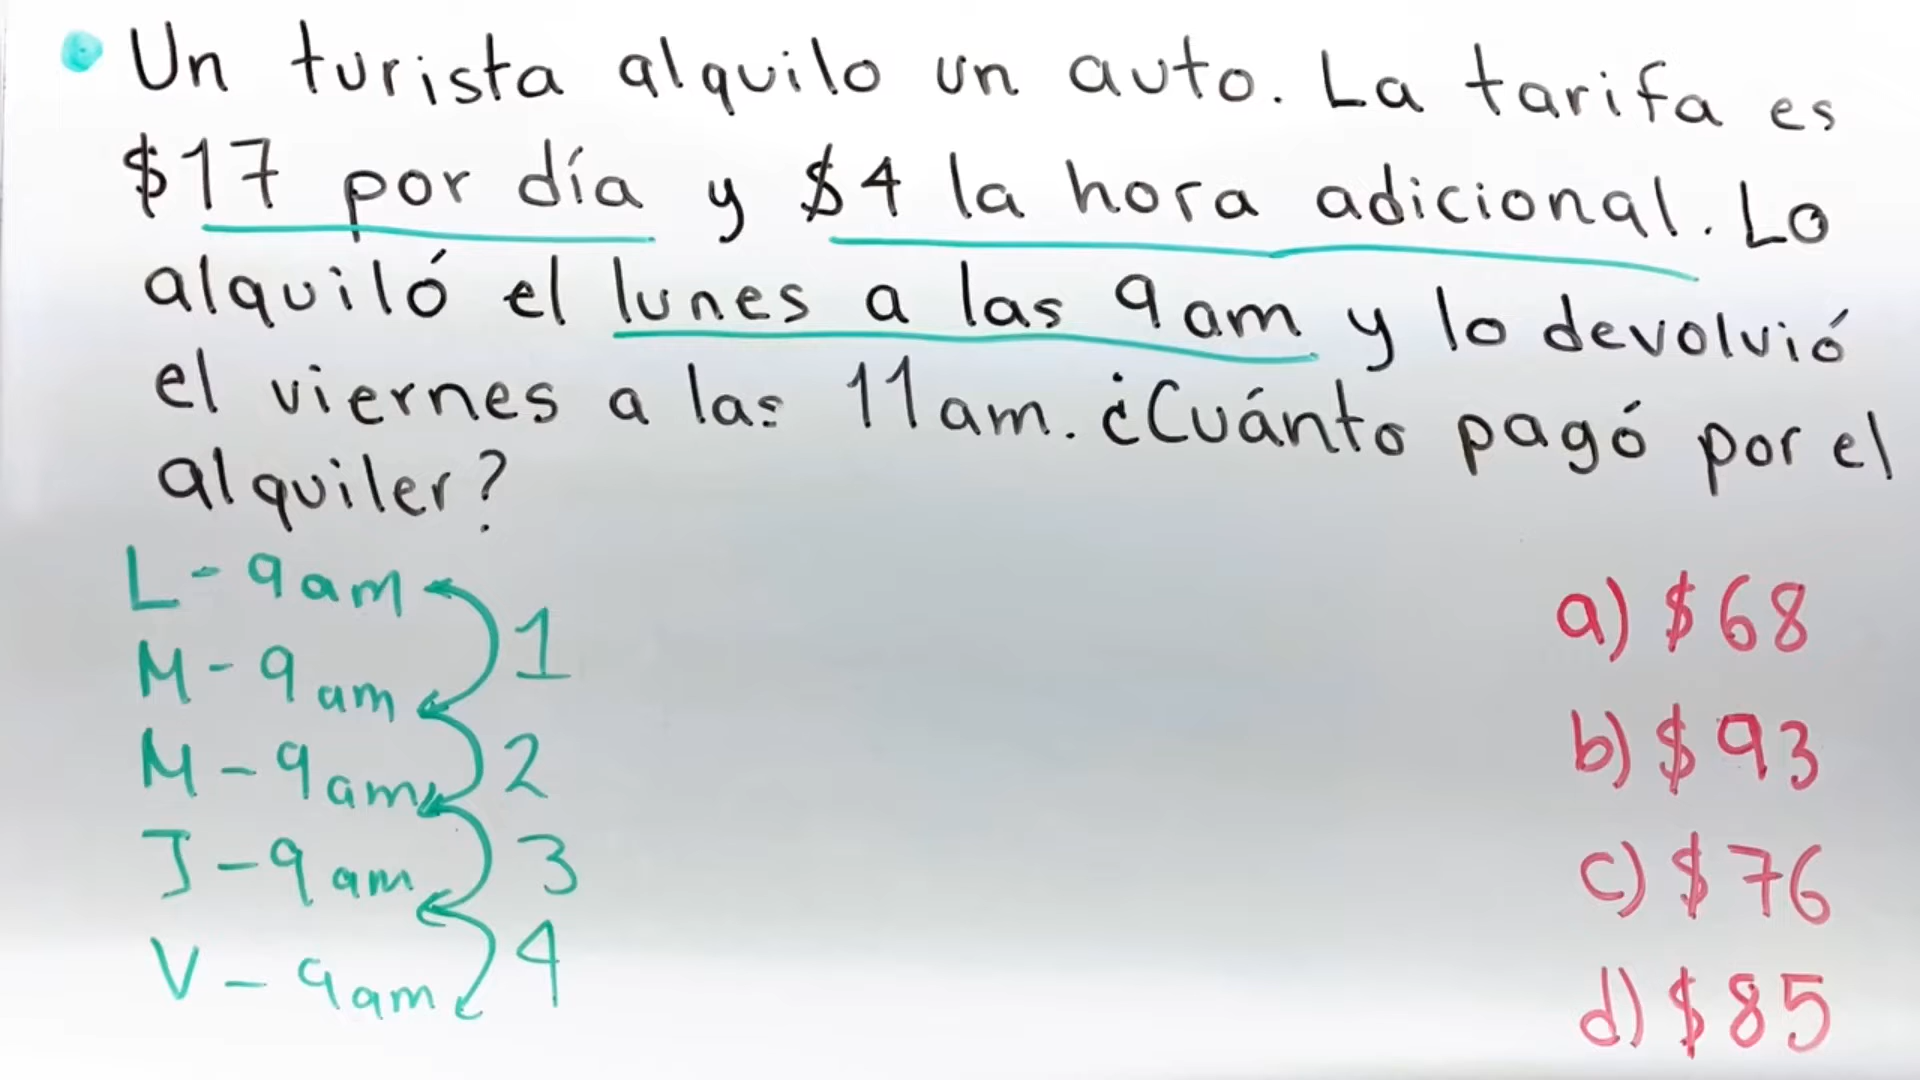 Un turista alquilo un auto. La tarifa es
$17 por día y $4 la hora adicional. Lo
alquiló el lunes a las 9am y lo devolvió
el viernes a las 11am. ¿Cuánto pagó por el
alquiler?
L - 9am
1
M - 9am
2
M - 9am
3
J - 9am
4
V - 9am
a) $68
b) $93
c) $76
d) $85